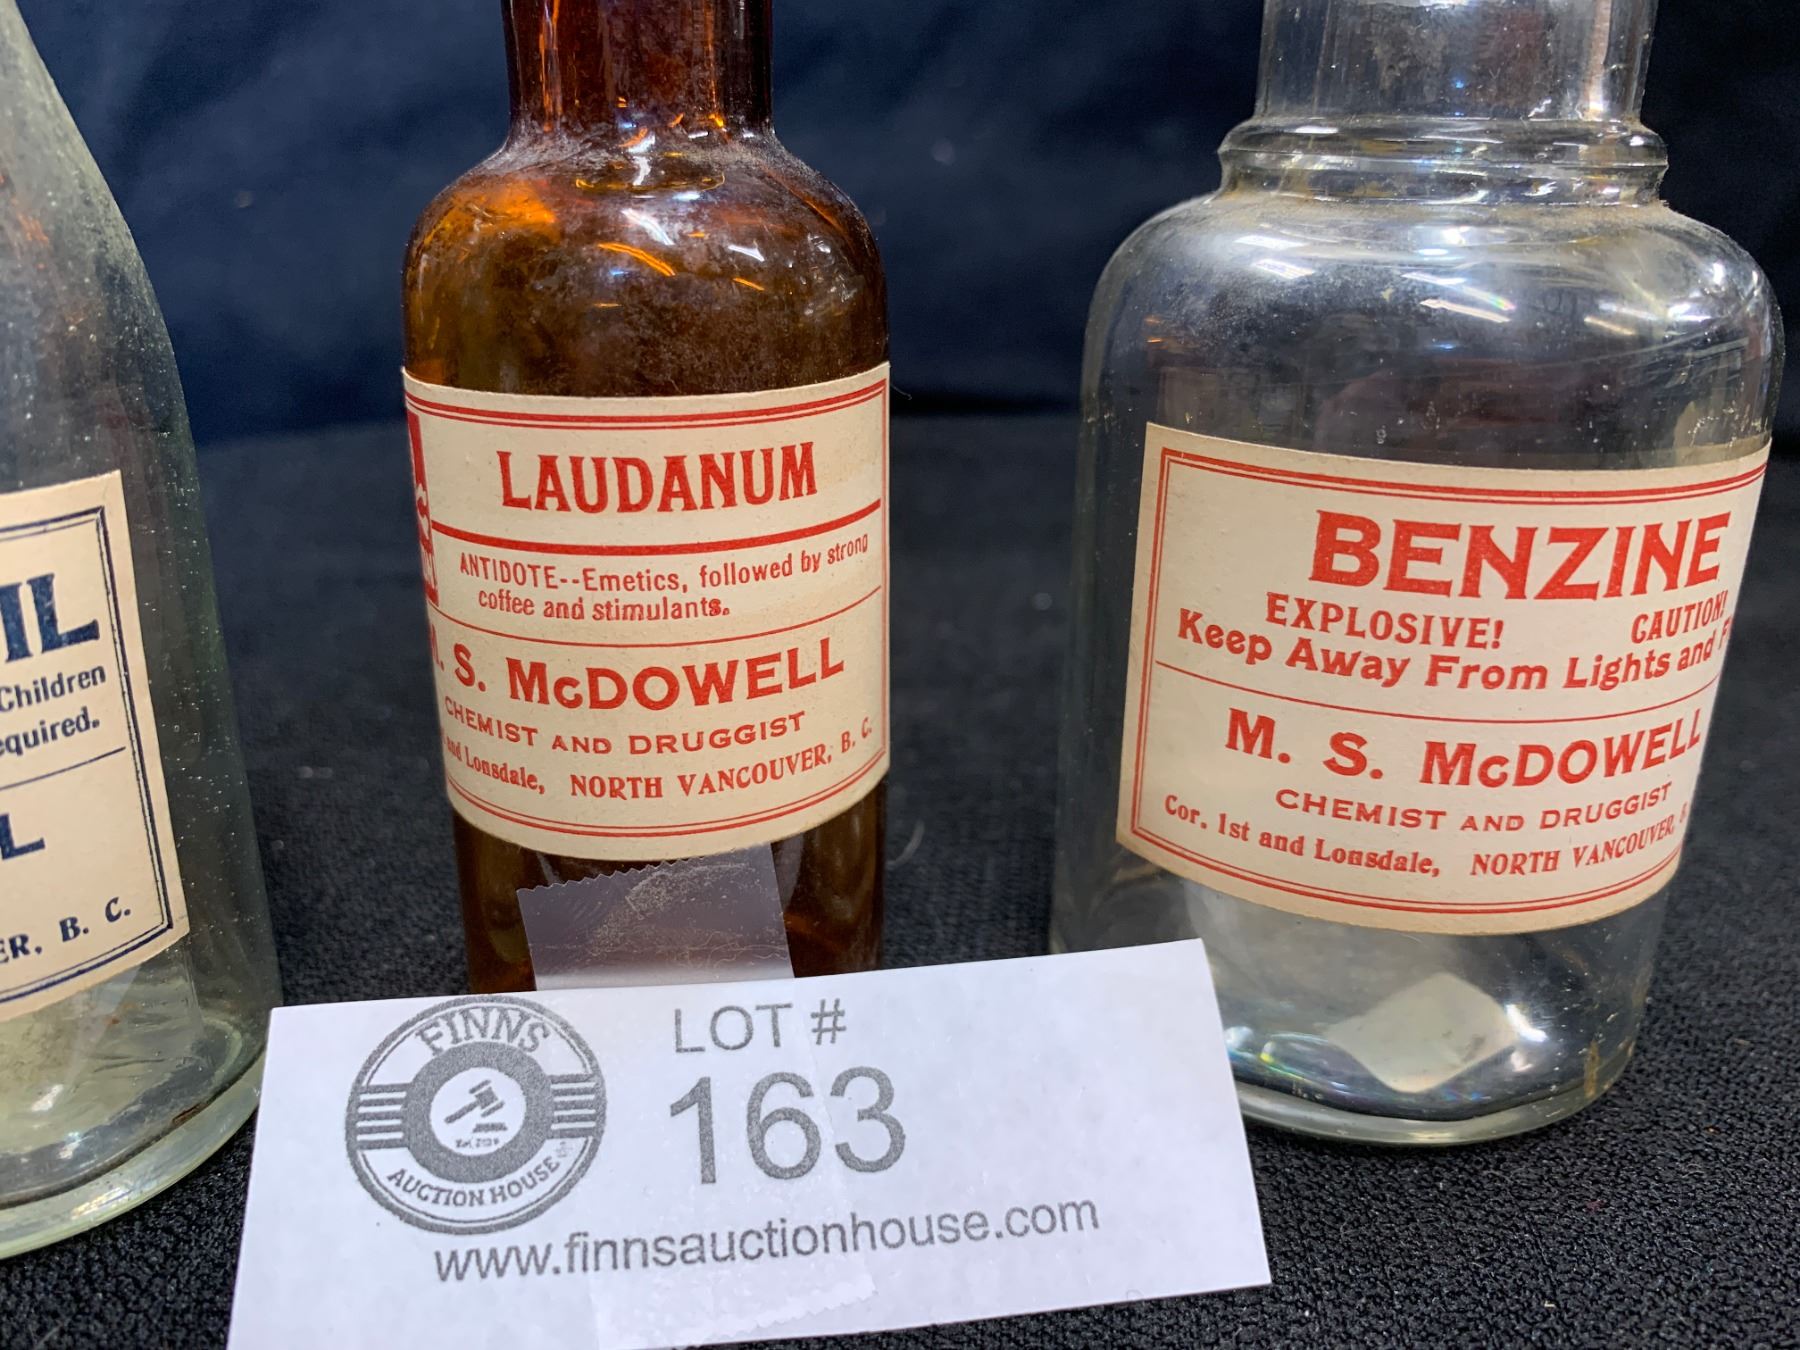 IL
Children
equired.
L
ER, B. C.
LAUDANUM
ANTIDOTE--Emetics, followed by strong
coffee and stimulants.
M. S. McDOWELL
CHEMIST AND DRUGGIST
and Lonsdale, NORTH VANCOUVER, B. C.
BENZINE
EXPLOSIVE! CAUTION!
Keep Away From Lights and F
M. S. McDOWELL
CHEMIST AND DRUGGIST
Cor. 1st and Lonsdale, NORTH VANCOUVER, B.
FINNS
AUCTION HOUSE
LOT #
163
www.finnsauctionhouse.com